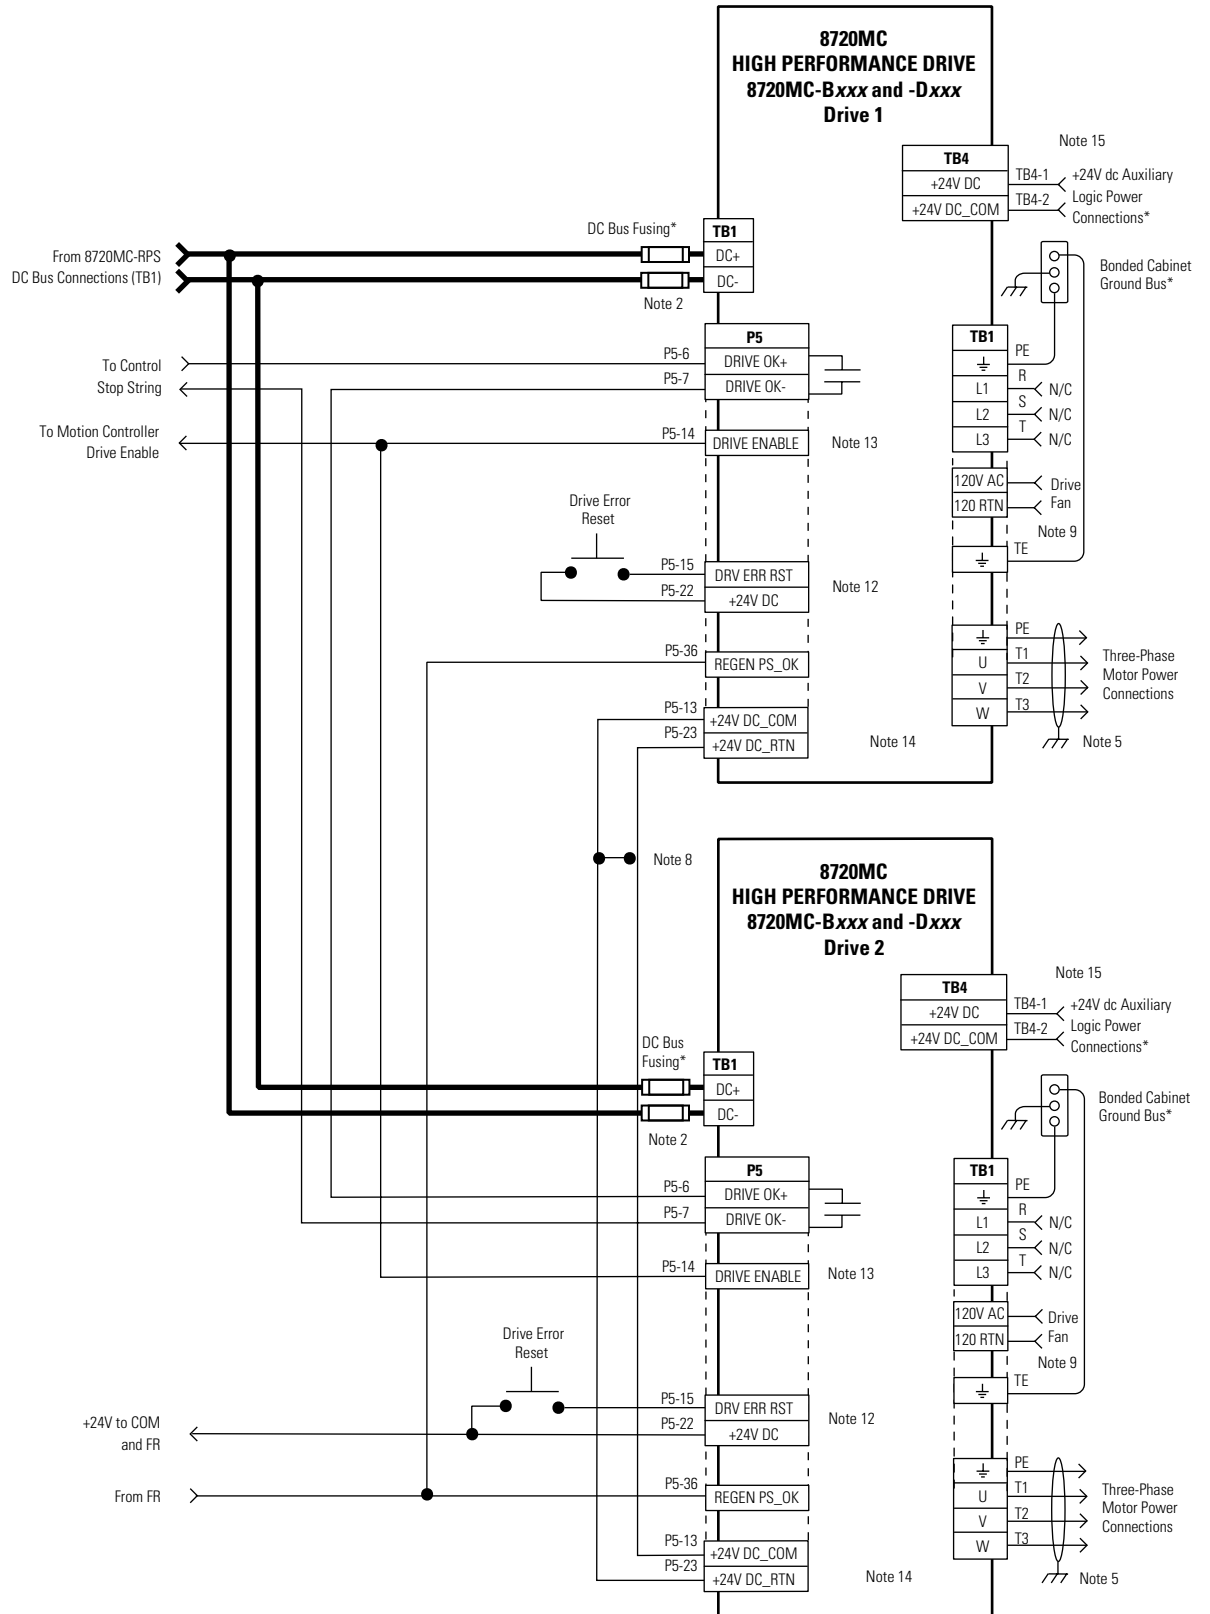 8720MC
HIGH PERFORMANCE DRIVE
8720MC-Bxxx and -Dxxx
Drive 1
Note 15
TB4
+24V DC
+24V DC_COM
TB4-1
TB4-2
+24V dc Auxiliary
Logic Power
Connections*
From 8720MC-RPS
DC Bus Connections (TB1)
DC Bus Fusing*
Note 2
TB1
DC+
DC-
Bonded Cabinet
Ground Bus*
To Control
Stop String
P5
P5-6
DRIVE OK+
P5-7
DRIVE OK-
To Motion Controller
Drive Enable
P5-14
DRIVE ENABLE
Note 13
TB1
PE
R
L1
N/C
S
L2
N/C
T
L3
N/C
120V AC
120 RTN
Drive
Fan
Note 9
TE
Drive Error
Reset
P5-15
DRV ERR RST
P5-22
+24V DC
Note 12
P5-36
REGEN PS_OK
P5-13
+24V DC_COM
P5-23
+24V DC_RTN
Note 14
PE
U
T1
V
T2
W
T3
Three-Phase
Motor Power
Connections
Note 5
Note 8
8720MC
HIGH PERFORMANCE DRIVE
8720MC-Bxxx and -Dxxx
Drive 2
Note 15
TB4
+24V DC
+24V DC_COM
TB4-1
TB4-2
+24V dc Auxiliary
Logic Power
Connections*
DC Bus
Fusing*
Note 2
TB1
DC+
DC-
Bonded Cabinet
Ground Bus*
P5
P5-6
DRIVE OK+
P5-7
DRIVE OK-
P5-14
DRIVE ENABLE
Note 13
TB1
PE
R
L1
N/C
S
L2
N/C
T
L3
N/C
120V AC
120 RTN
Drive
Fan
Note 9
TE
Drive Error
Reset
+24V to COM
and FR
P5-15
DRV ERR RST
P5-22
+24V DC
Note 12
From FR
P5-36
REGEN PS_OK
P5-13
+24V DC_COM
P5-23
+24V DC_RTN
Note 14
PE
U
T1
V
T2
W
T3
Three-Phase
Motor Power
Connections
Note 5